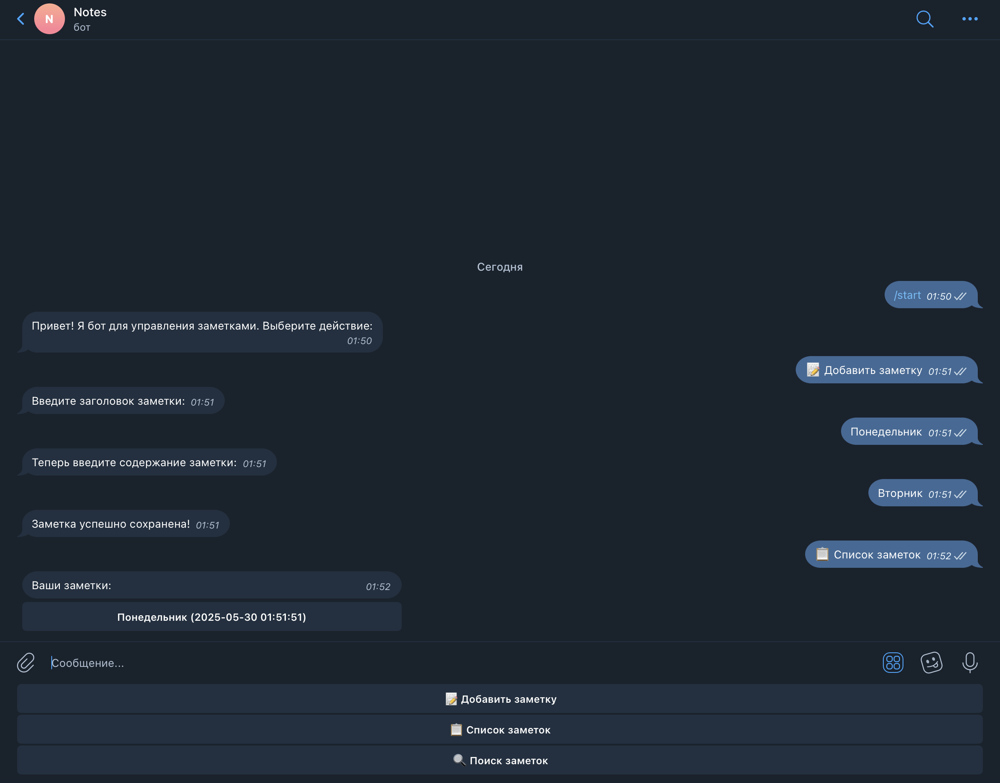 N
Notes
бот
Сегодня
/start 01:50
Привет! Я бот для управления заметками. Выберите действие:
01:50
📝 Добавить заметку 01:51
Введите заголовок заметки: 01:51
Понедельник 01:51
Теперь введите содержание заметки: 01:51
Вторник 01:51
Заметка успешно сохранена! 01:51
📋 Список заметок 01:52
Ваши заметки: 01:52
Понедельник (2025-05-30 01:51:51)
Сообщение...
📝 Добавить заметку
📋 Список заметок
🔍 Поиск заметок